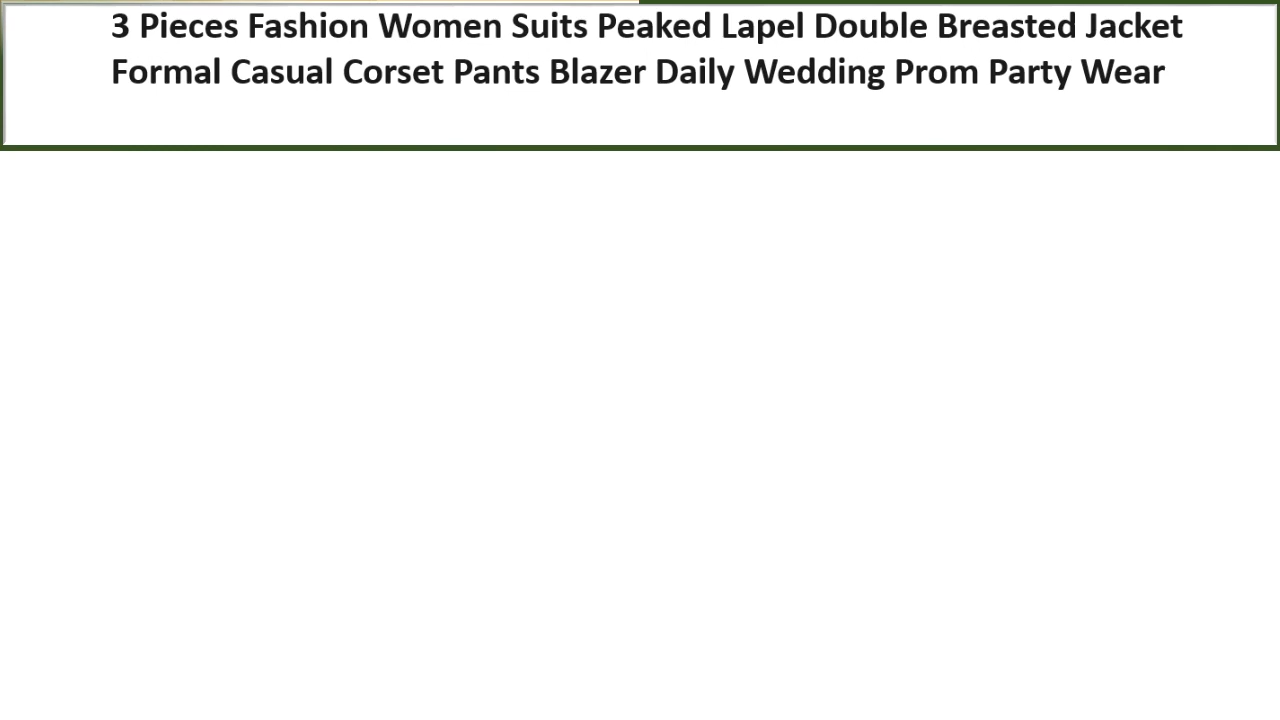 3 Pieces Fashion Women Suits Peaked Lapel Double Breasted Jacket
Formal Casual Corset Pants Blazer Daily Wedding Prom Party Wear